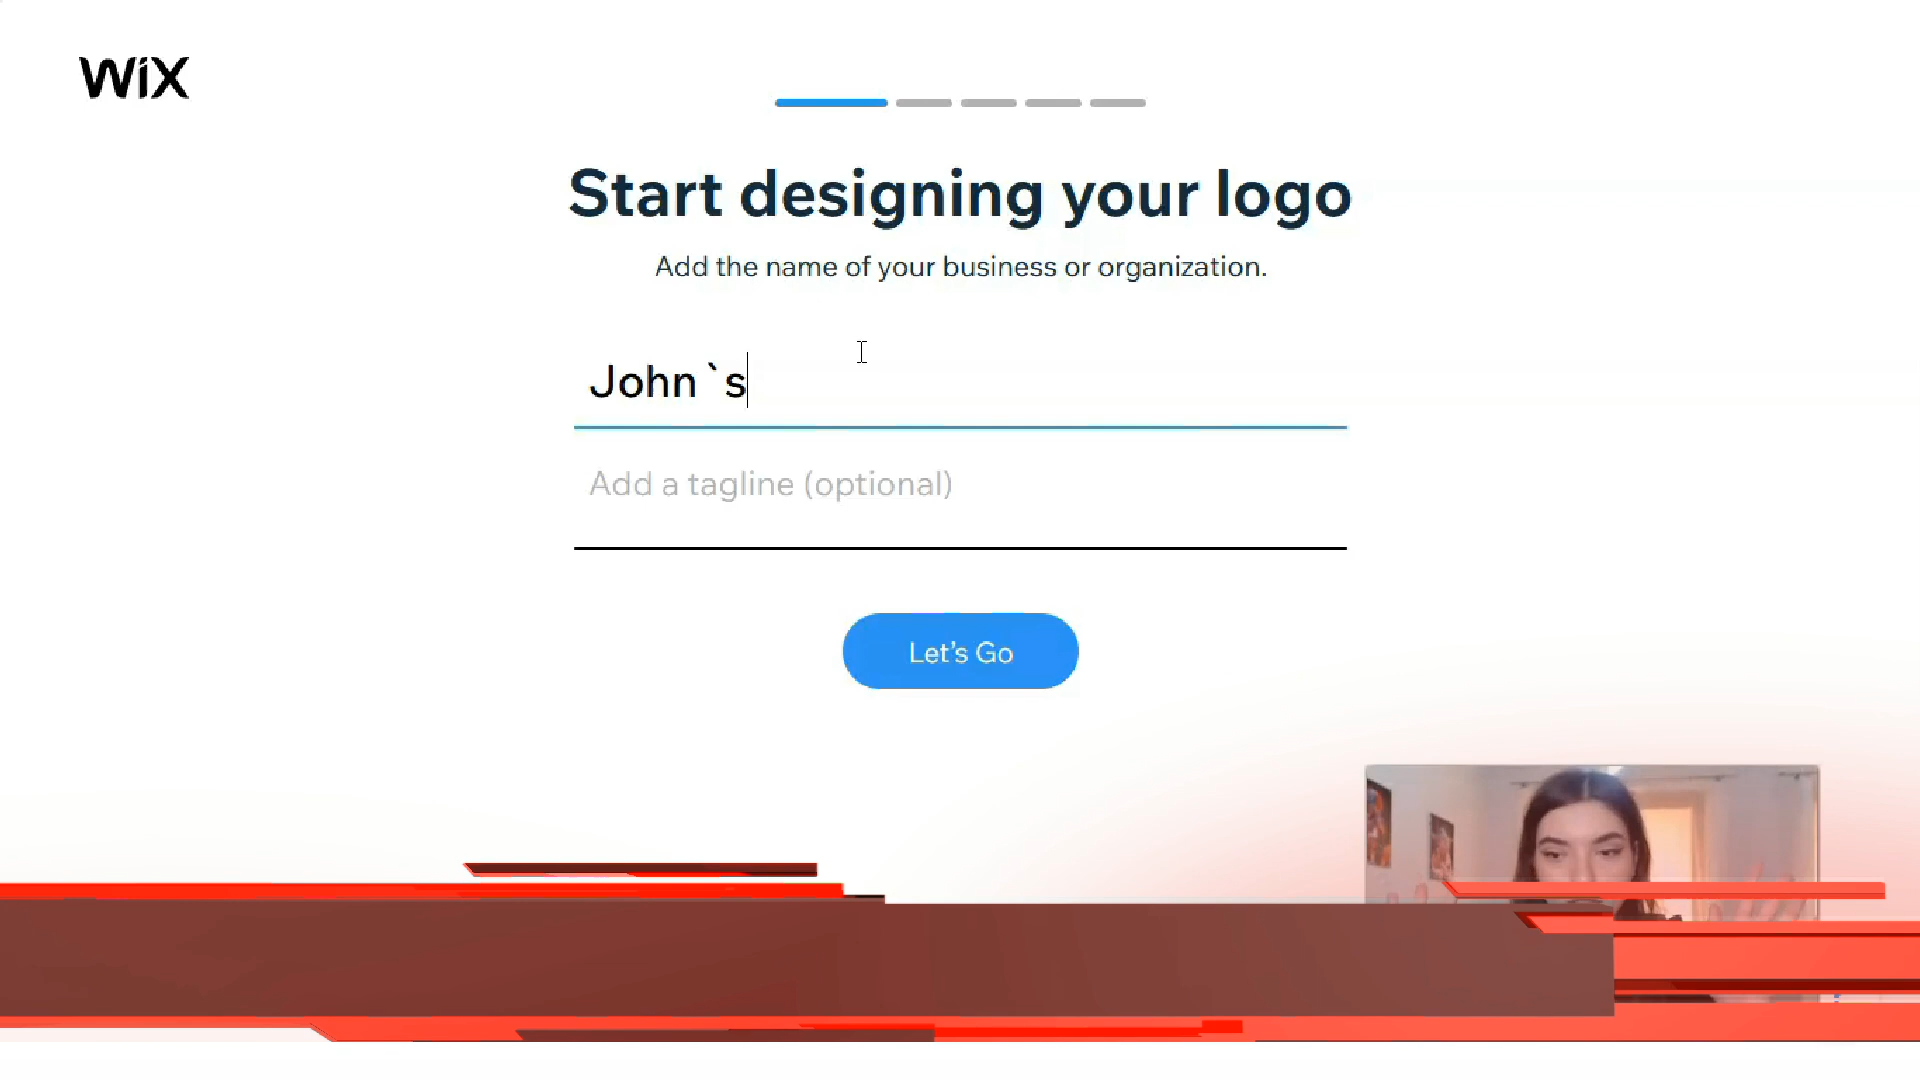 WiX
Start designing your logo
Add the name of your business or organization.
John`s
Add a tagline (optional)
Let’s Go